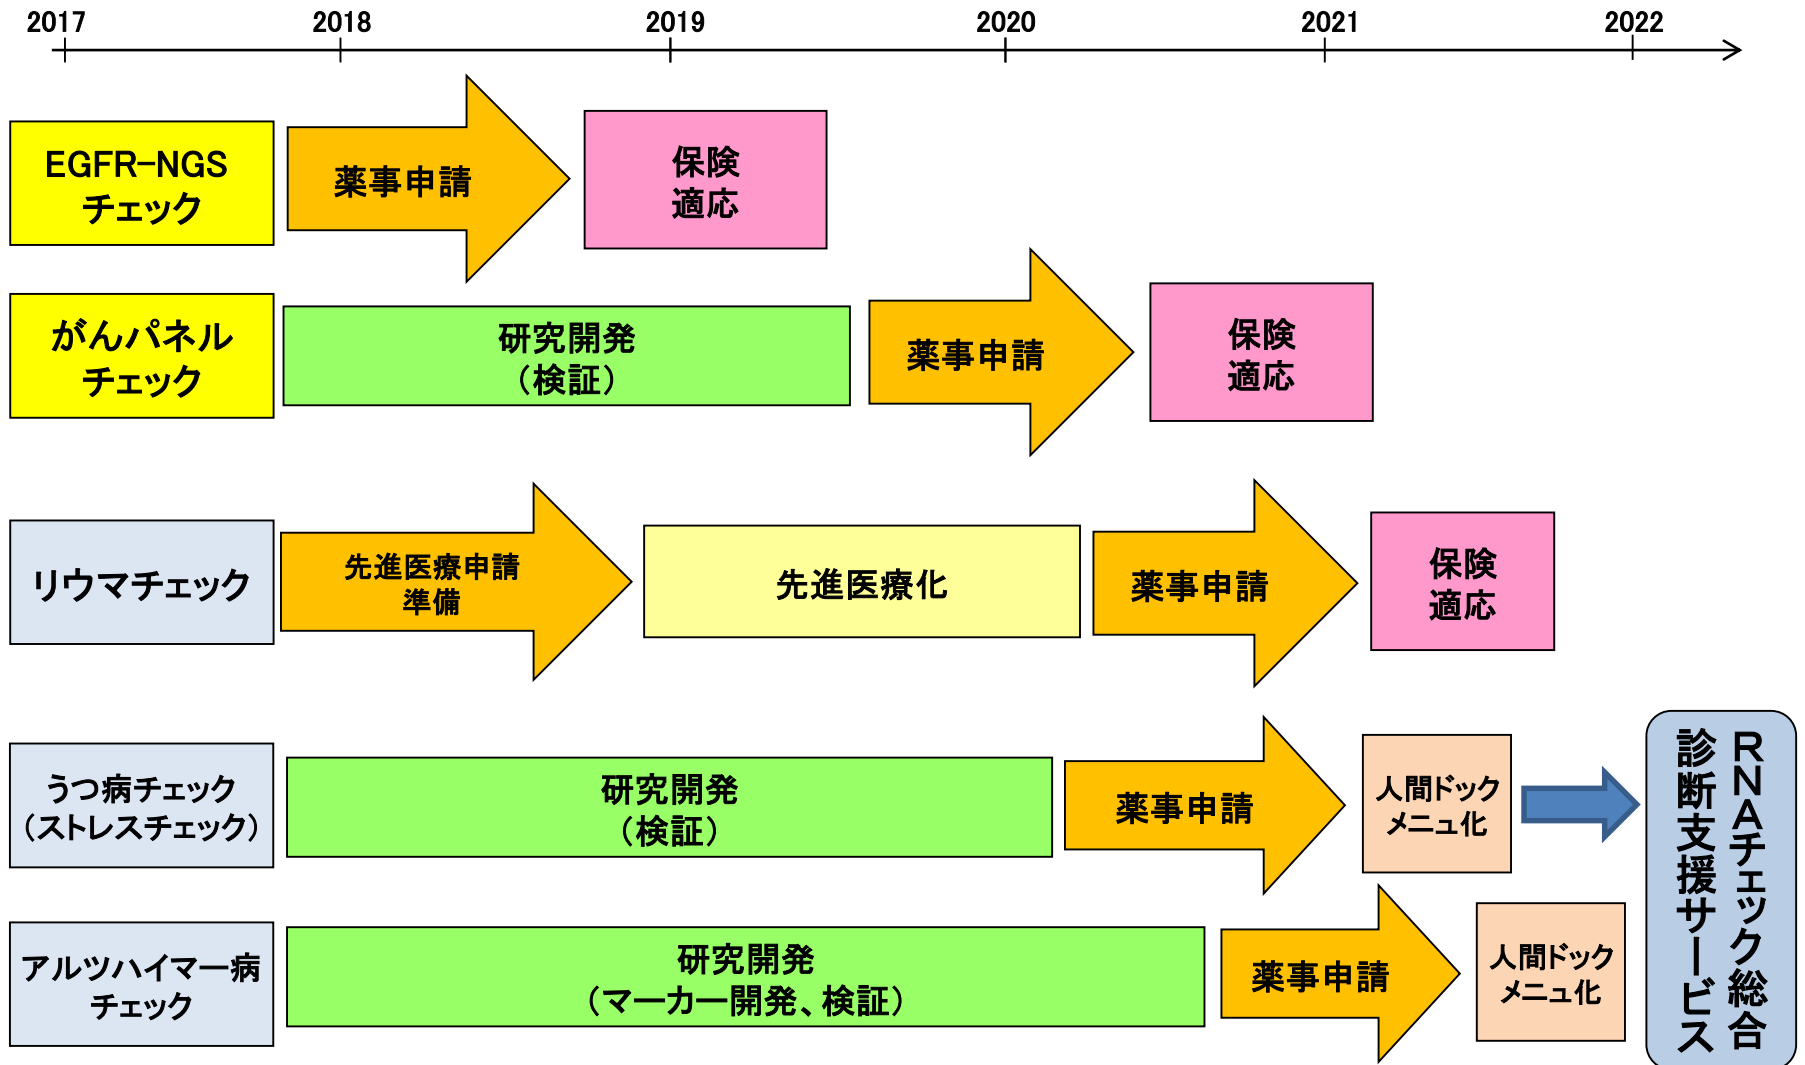 2017 2018 2019 2020 2021 2022
EGFR-NGS
チェック
薬事申請
保険
適応
がんパネル
チェック
研究開発
（検証）
薬事申請
保険
適応
リウマチェック
先進医療申請
準備
先進医療化
薬事申請
保険
適応
うつ病チェック
（ストレスチェック）
研究開発
（検証）
薬事申請
人間ドック
メニュ化
アルツハイマー病
チェック
研究開発
（マーカー開発、検証）
薬事申請
人間ドック
メニュ化
ＲＮＡチェック総合
診断支援サービス